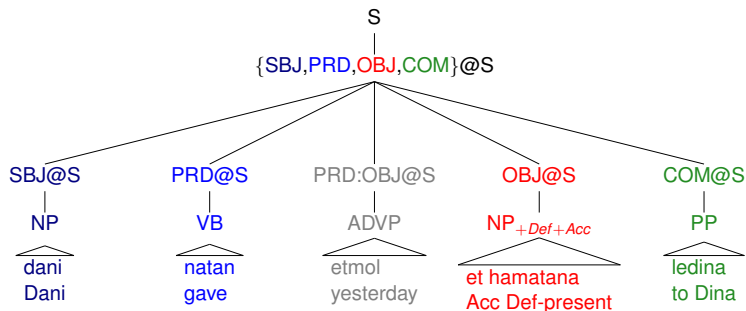 S
{SBJ,PRD,OBJ,COM}@S
SBJ@S PRD@S PRD:OBJ@S OBJ@S COM@S
NP VB ADVP NP+Def+Acc PP
dani natan etmol et hamatana ledina
Dani gave yesterday Acc Def-present to Dina